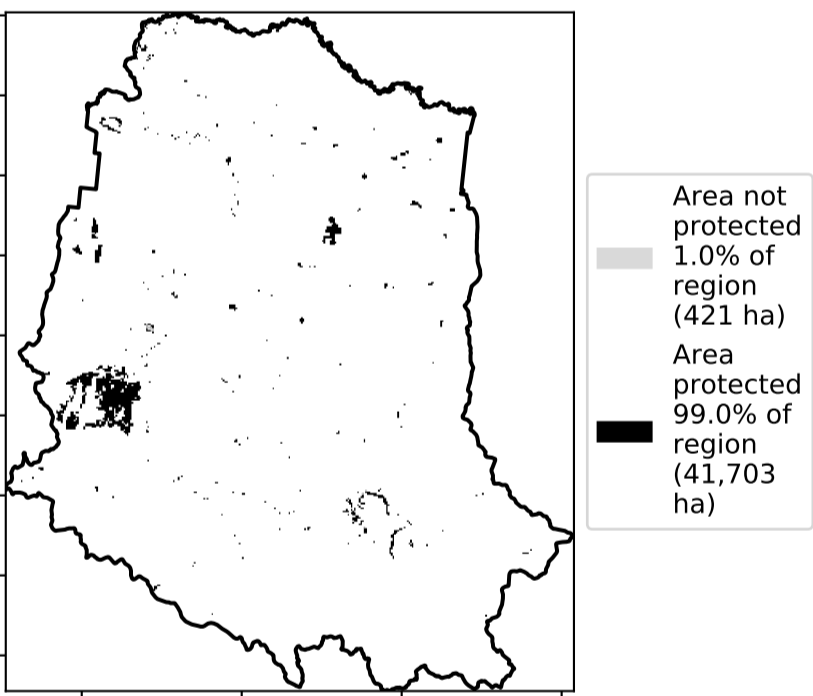 Area not
protected
1.0% of
region
(421 ha)
Area
protected
99.0% of
region
(41,703
ha)